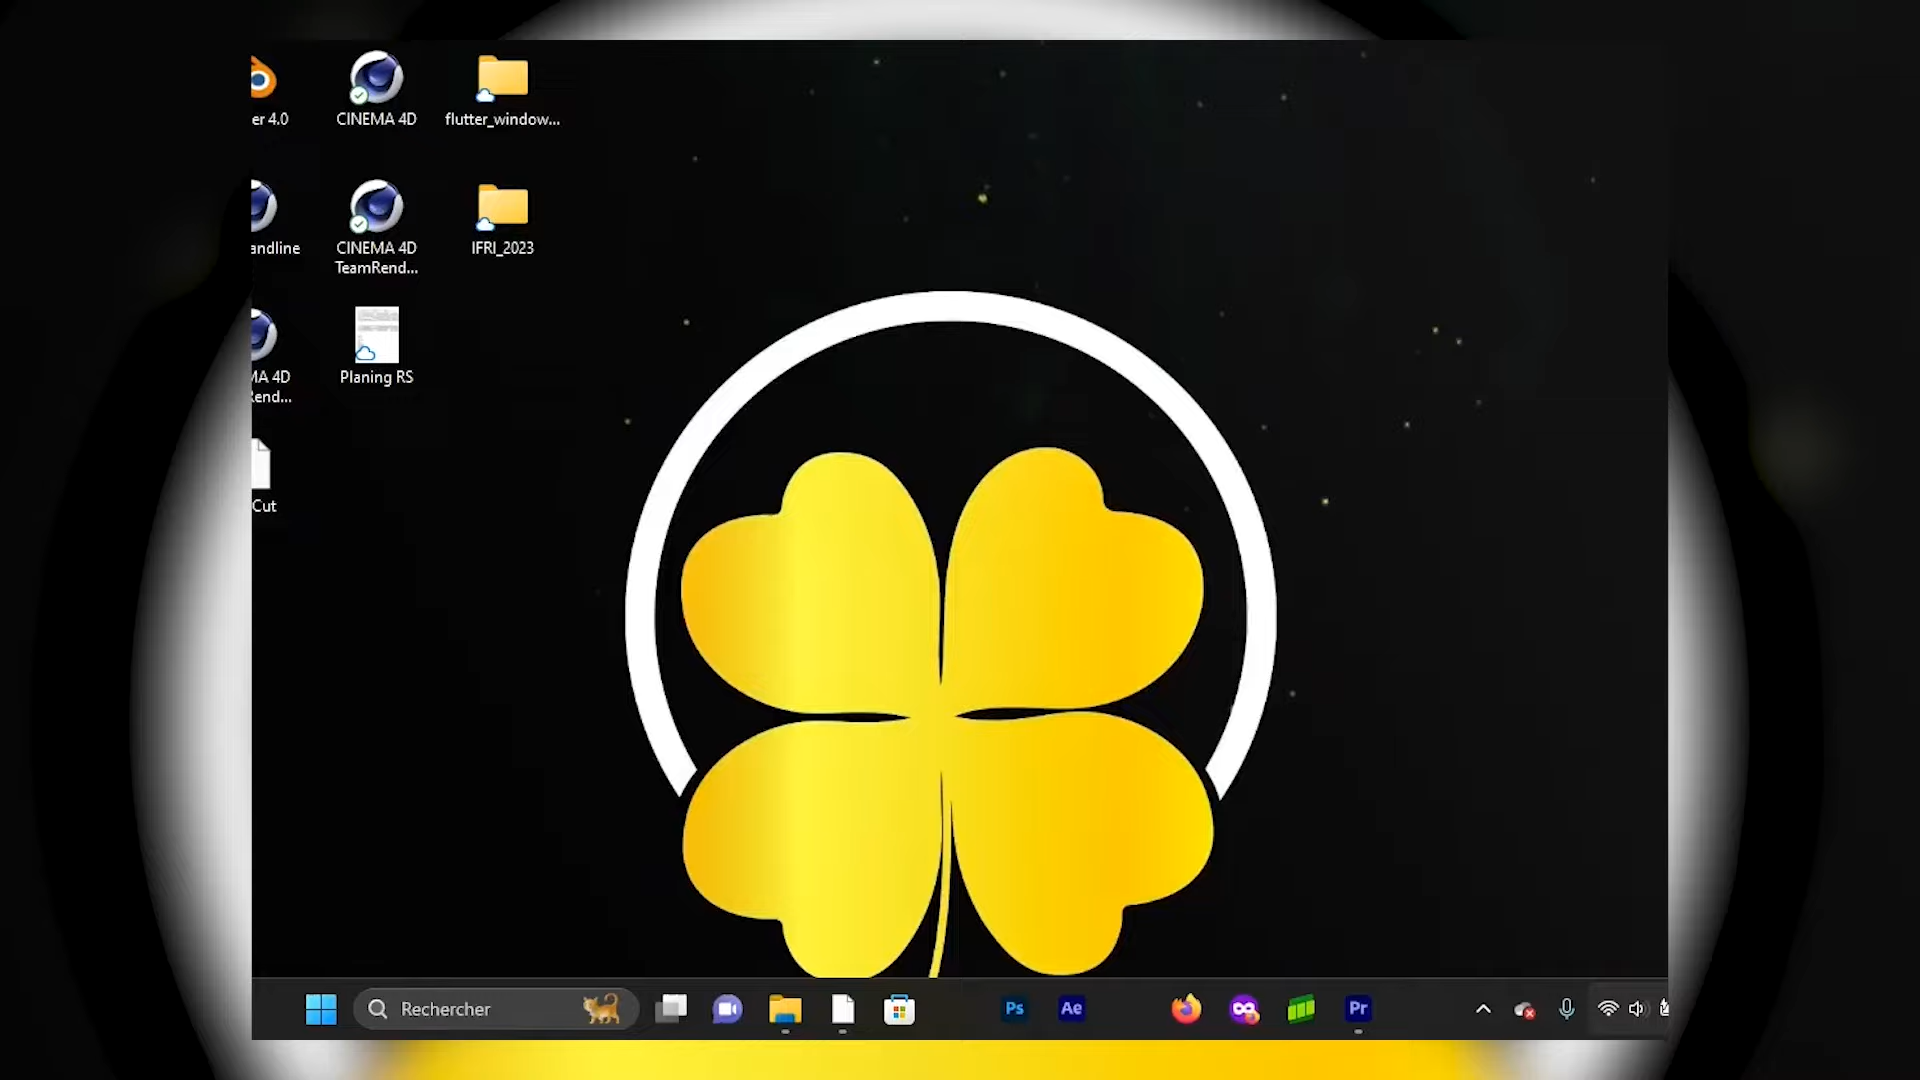 er 4.0
CINEMA 4D
flutter_window...
andline
CINEMA 4D
TeamRend...
IFRI_2023
MA 4D
Rend...
Planing RS
Cut
Rechercher
Ps
Ae
Pr